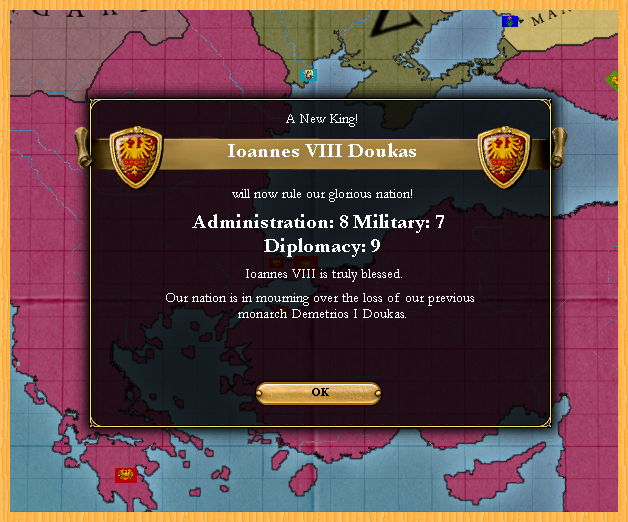 G A R
MA
A New King!
Ioannes VIII Doukas
will now rule our glorious nation!
Administration: 8 Military: 7
Diplomacy: 9
Ioannes VIII is truly blessed.
Our nation is in mourning over the loss of our previous
monarch Demetrios I Doukas.
OK